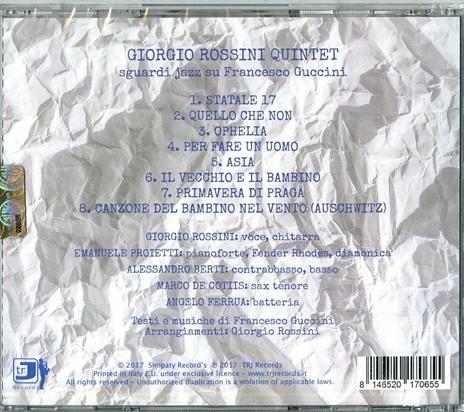 GIORGIO ROSSINI QUINTET
sguardi jazz su Francesco Guccini
1. STATALE 17
2. QUELLO CHE NON
3. OPHELIA
4. PER FARE UN UOMO
5. ASIA
6. IL VECCHIO E IL BAMBINO
7. PRIMAVERA DI PRAGA
8. CANZONE DEL BAMBINO NEL VENTO (AUSCHWITZ)
GIORGIO ROSSINI: voce, chitarra
EMANUELE PROIETTI: pianoforte, Fender Rhodes, diamonica
ALESSANDRO BERTI: contrabbasso, basso
MARCO DE COTIIS: sax tenore
ANGELO FERRUA: batteria
Testi e musiche di Francesco Guccini
Arrangiamenti: Giorgio Rossini
trj
Records
© 2017 Simpaty Record's ℗ 2017 TRJ Records
Printed in Italy E.U. under exclusive licence – www.trjrecords.it
– All rights reserved – Unauthorized duplication is a violation of applicable laws.
8 146520 170655